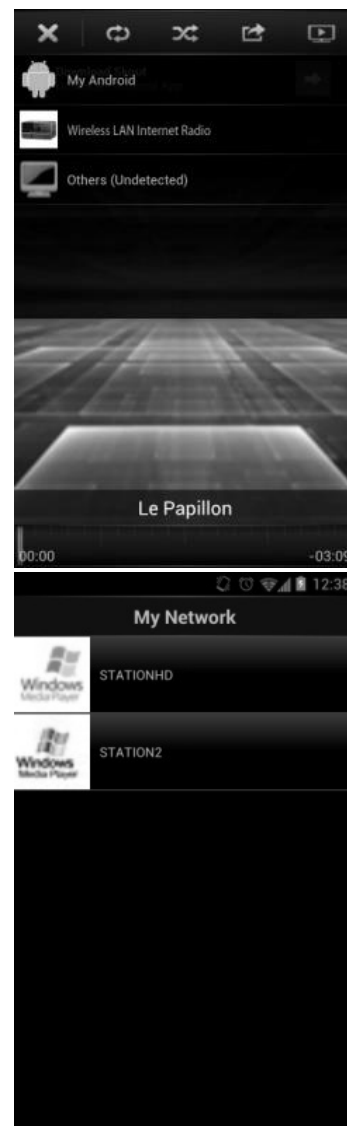 My Android
Wireless LAN Internet Radio
Others (Undetected)
Le Papillon
00:00
-03:09
12:38
My Network
Windows
Media Player
STATIONHD
Windows
Media Player
STATION2